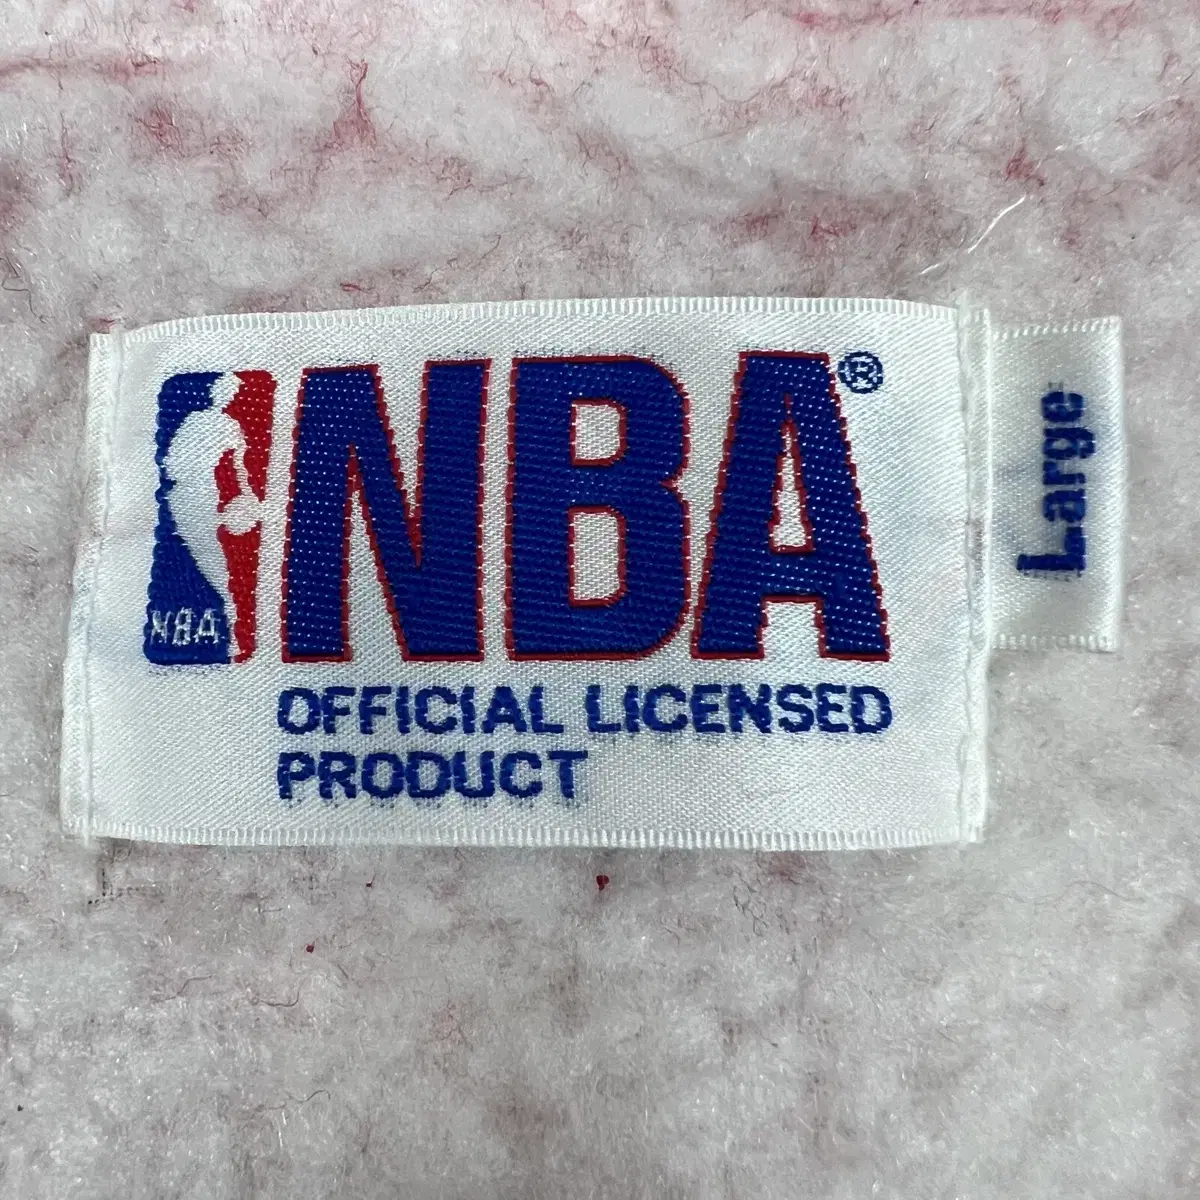 NBA
NBA®
OFFICIAL LICENSED
PRODUCT
Large